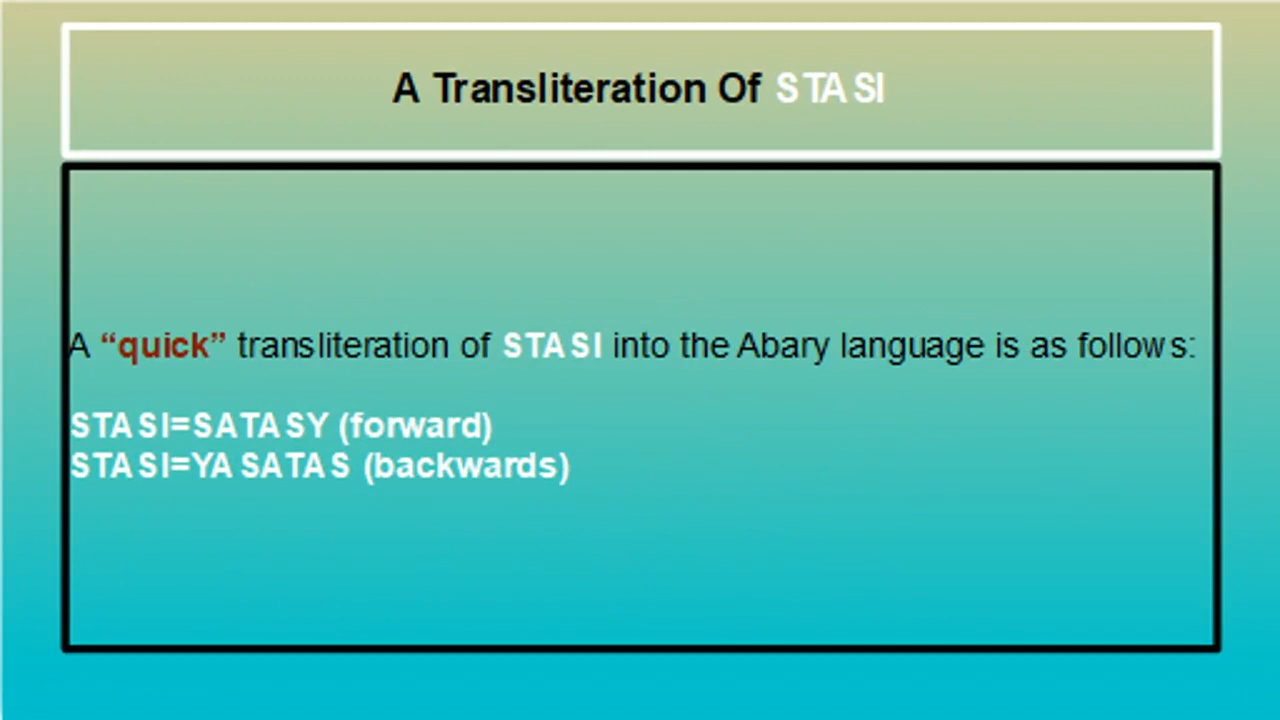 A Transliteration Of STASI
A “quick” transliteration of STASI into the Abary language is as follows:
STASI=SATASY (forward)
STASI=YASATAS (backwards)